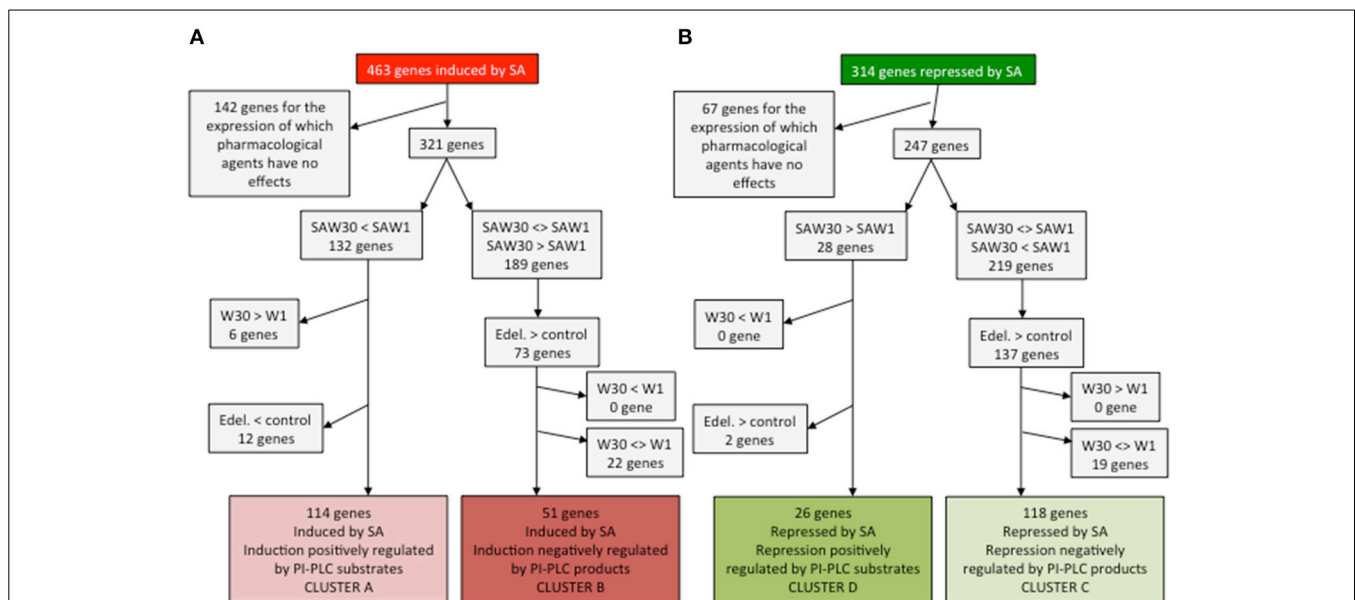 A
463 genes induced by SA
142 genes for the
expression of which
pharmacological
agents have no
effects
321 genes
SAW30 < SAW1
132 genes
SAW30 <> SAW1
SAW30 > SAW1
189 genes
W30 > W1
6 genes
Edel. > control
73 genes
W30 < W1
0 gene
Edel. < control
12 genes
W30 <> W1
22 genes
114 genes
Induced by SA
Induction positively regulated
by PI-PLC substrates
CLUSTER A
51 genes
Induced by SA
Induction negatively regulated
by PI-PLC products
CLUSTER B
B
314 genes repressed by SA
67 genes for the
expression of which
pharmacological
agents have no
effects
247 genes
SAW30 > SAW1
28 genes
SAW30 <> SAW1
SAW30 < SAW1
219 genes
W30 < W1
0 gene
Edel. > control
137 genes
W30 > W1
0 gene
Edel. > control
2 genes
W30 <> W1
19 genes
26 genes
Repressed by SA
Repression positively
regulated by PI-PLC substrates
CLUSTER D
118 genes
Repressed by SA
Repression negatively
regulated by PI-PLC products
CLUSTER C